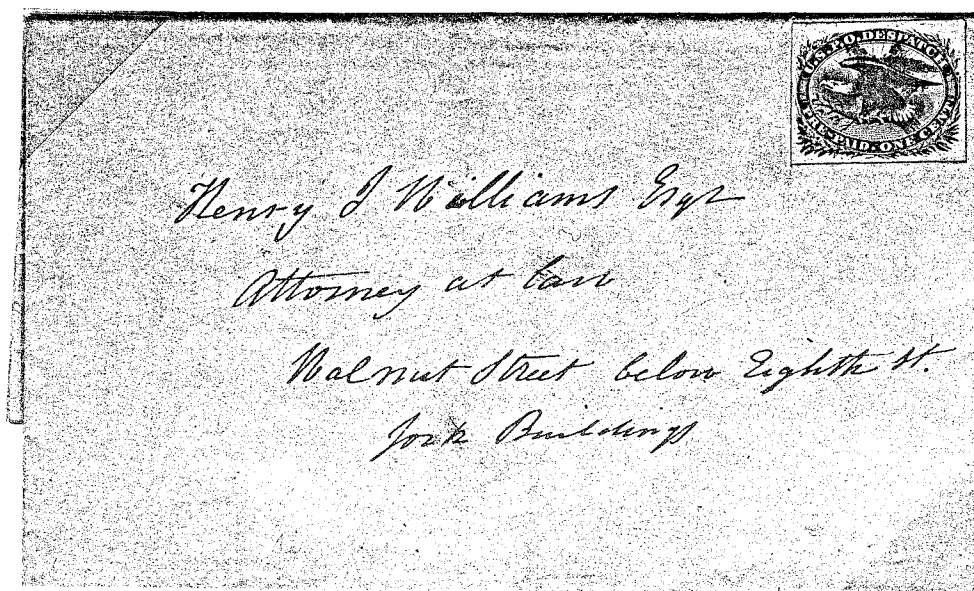 U.S.P.O. DESPATCH
PRE-PAID ONE CENT
Henry J Williams Esqr
Attorney at Law
Walnut Street below Eighth St.
York Buildings